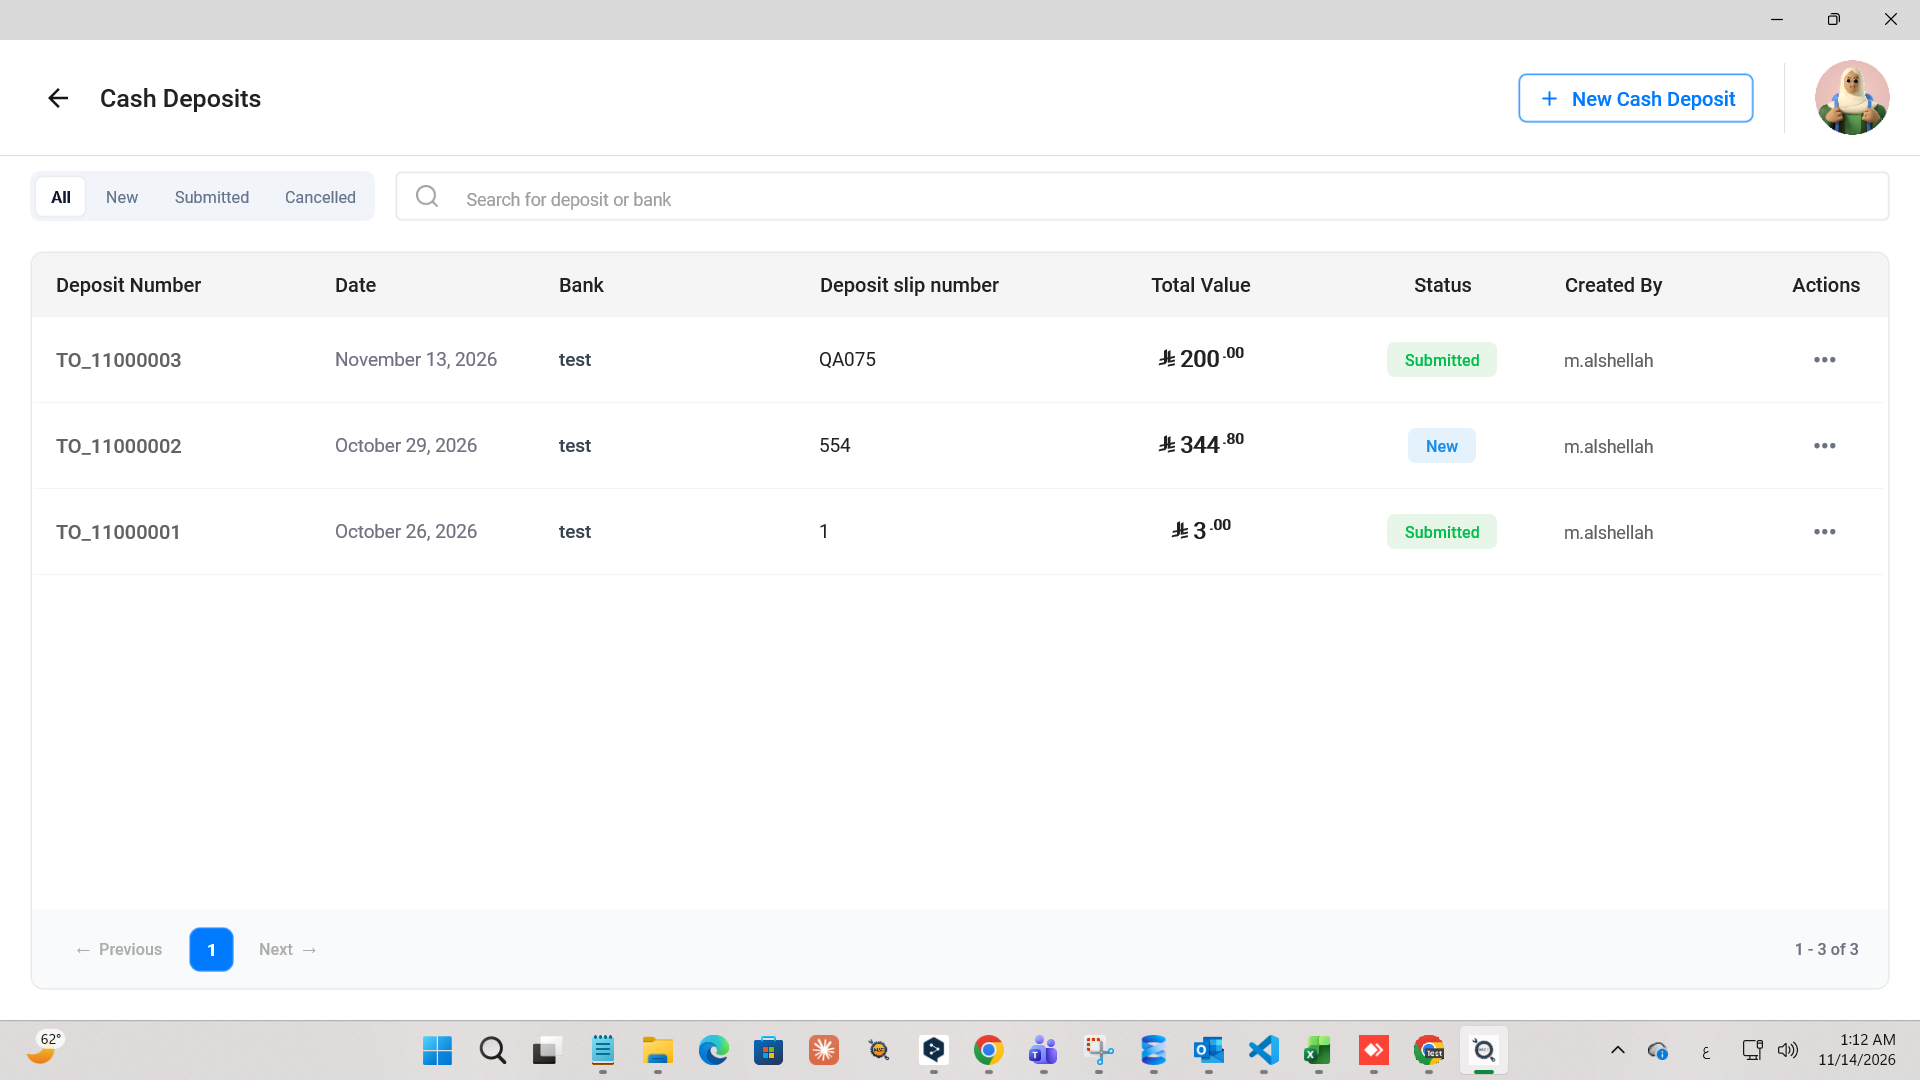 Cash Deposits
+ New Cash Deposit
All New Submitted Cancelled
Search for deposit or bank
Deposit Number Date Bank Deposit slip number Total Value Status Created By Actions
TO_11000003 November 13, 2026 test QA075 200.00 Submitted m.alshellah •••
TO_11000002 October 29, 2026 test 554 344.80 New m.alshellah •••
TO_11000001 October 26, 2026 test 1 3.00 Submitted m.alshellah •••
← Previous 1 Next → 1 - 3 of 3
62° Test ع 1:12 AM
11/14/2026